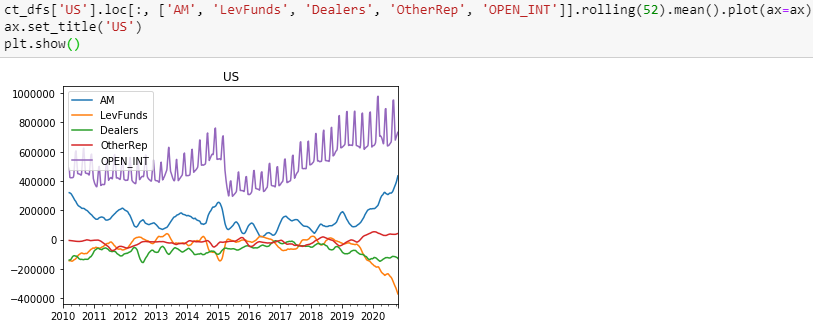 ct_dfs['US'].loc[:, ['AM', 'LevFunds', 'Dealers', 'OtherRep', 'OPEN_INT']].rolling(52).mean().plot(ax=ax)
ax.set_title('US')
plt.show()
US
1000000
800000
600000
400000
200000
0
−200000
−400000
AM
LevFunds
Dealers
OtherRep
OPEN_INT
2010 2011 2012 2013 2014 2015 2016 2017 2018 2019 2020